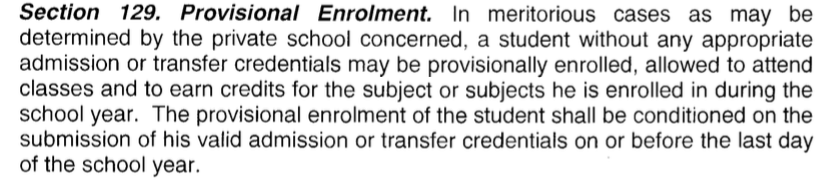 Section 129. Provisional Enrolment. In meritorious cases as may be
determined by the private school concerned, a student without any appropriate
admission or transfer credentials may be provisionally enrolled, allowed to attend
classes and to earn credits for the subject or subjects he is enrolled in during the
school year. The provisional enrolment of the student shall be conditioned on the
submission of his valid admission or transfer credentials on or before the last day
of the school year.